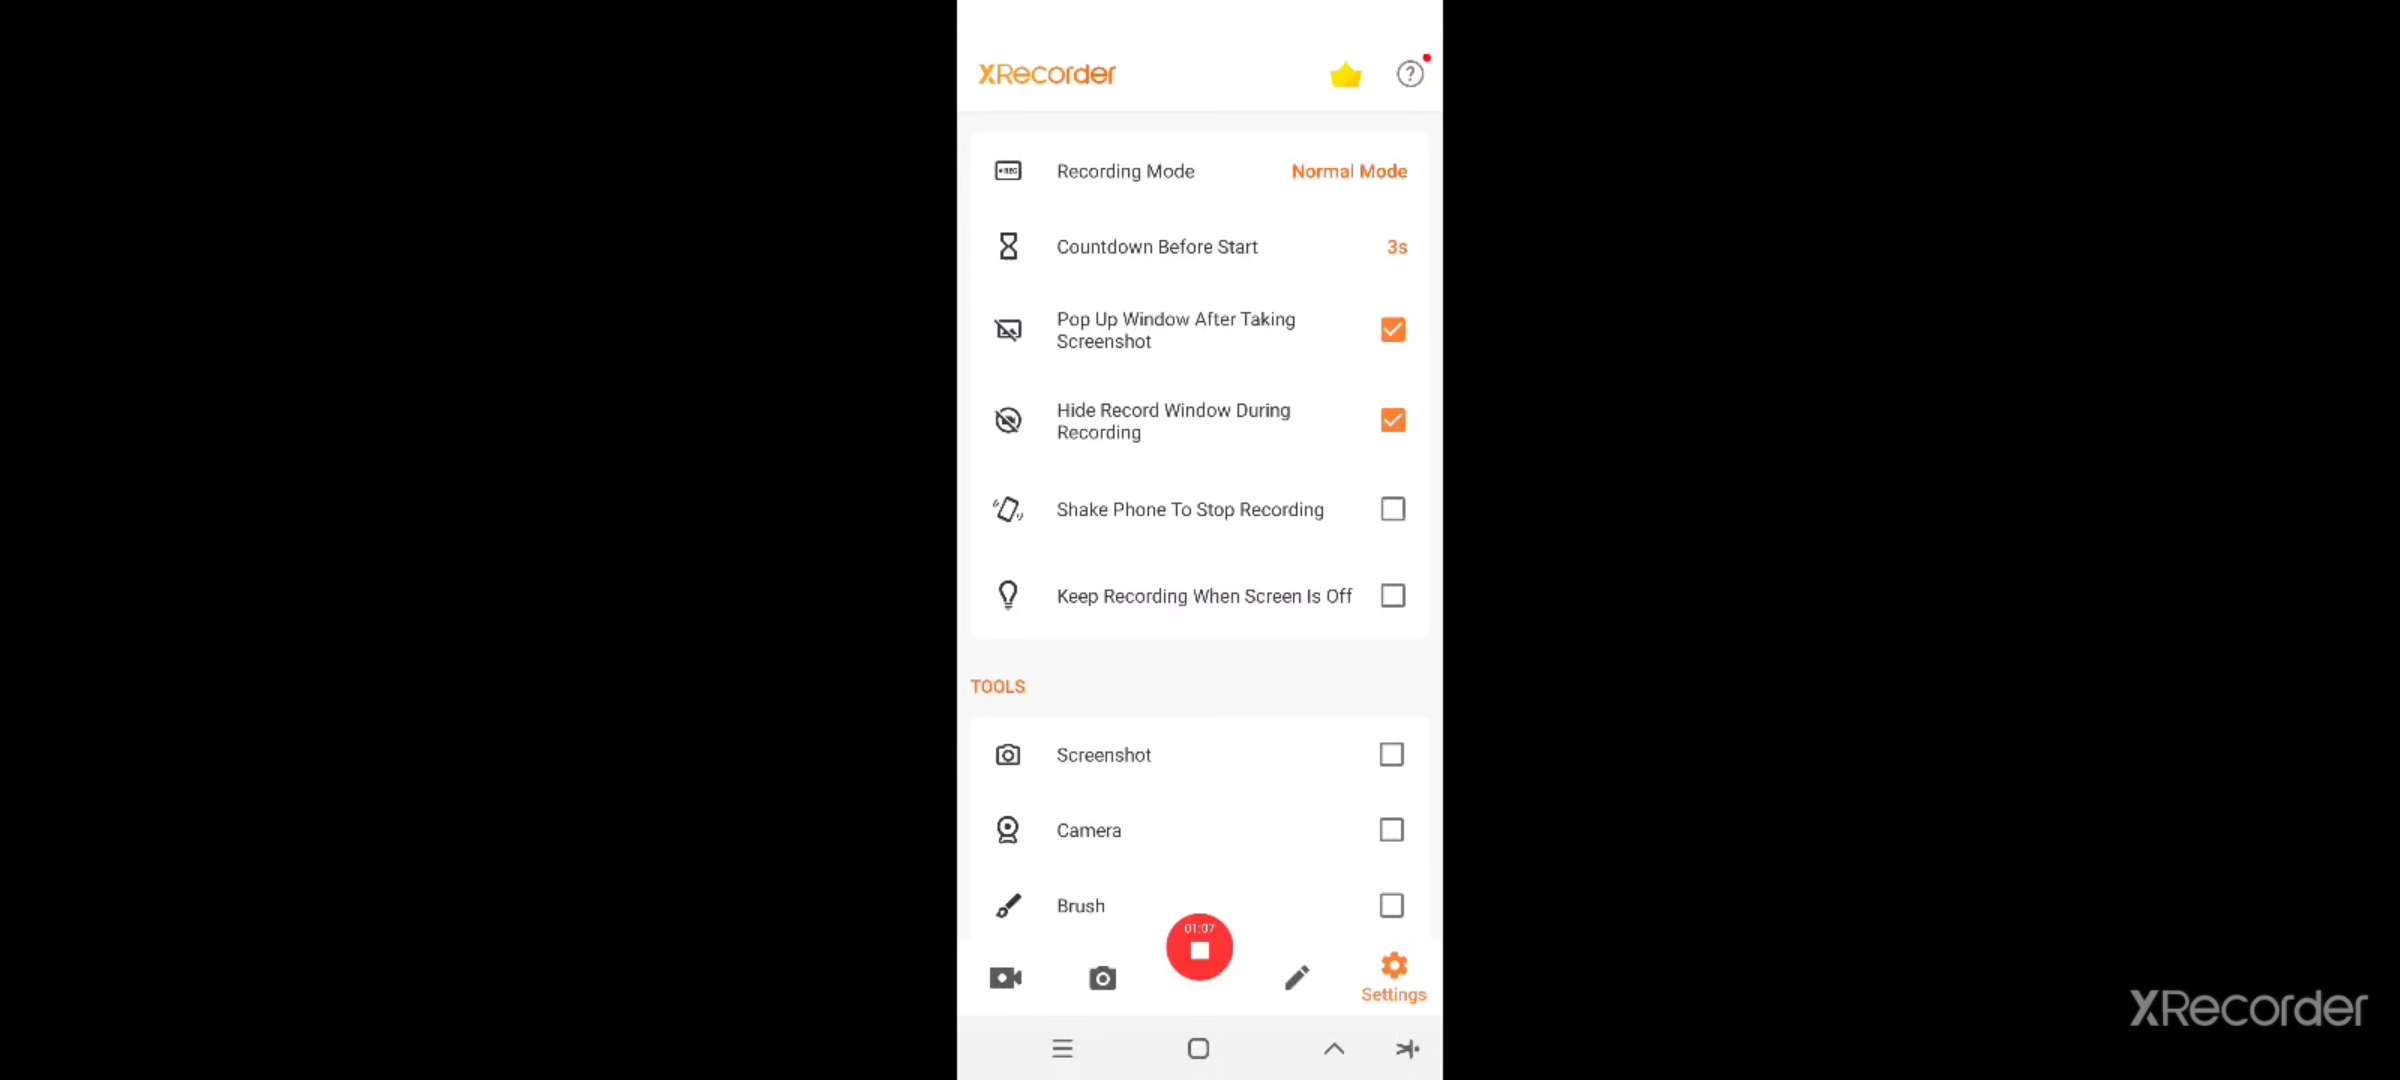 XRecorder
Recording Mode Normal Mode
Countdown Before Start 3s
Pop Up Window After Taking
Screenshot
Hide Record Window During
Recording
Shake Phone To Stop Recording
Keep Recording When Screen Is Off
TOOLS
Screenshot
Camera
Brush
01:07
Settings
XRecorder